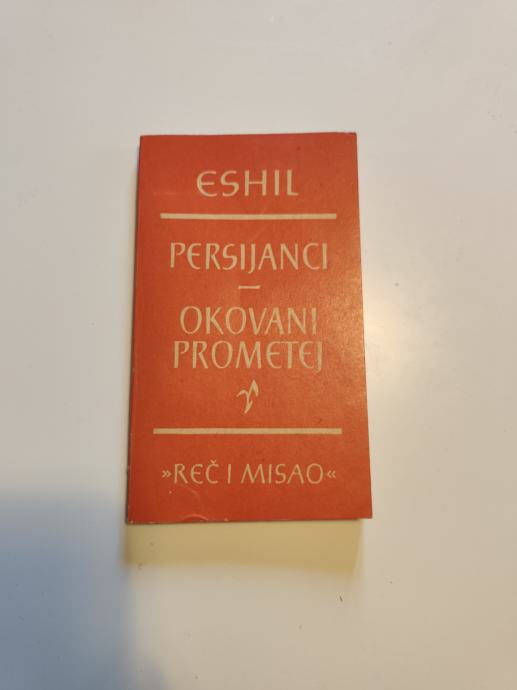 ESHIL
PERSIJANCI
—
OKOVANI
PROMETEJ
»REČ I MISAO«